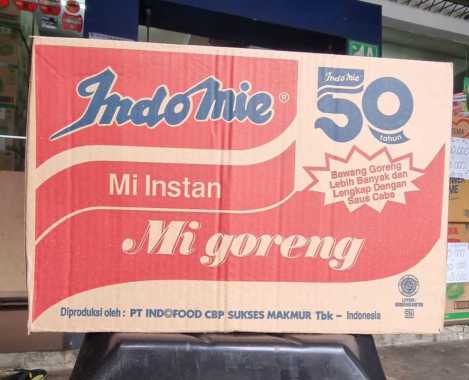 Indomie®
Indomie
50
tahun
Bawang Goreng
Lebih Banyak dan
Lengkap Dengan
Saus Cabe
Mi Instan
Mi goreng
Diproduksi oleh : PT INDOFOOD CBP SUKSES MAKMUR Tbk – Indonesia